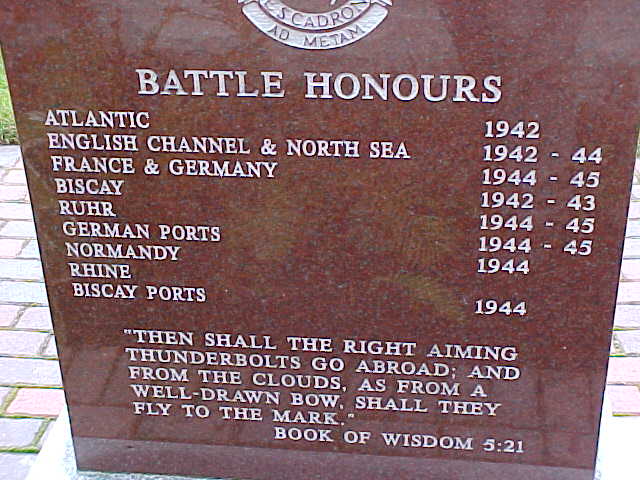 ESCADRON
AD METAM
BATTLE HONOURS
ATLANTIC 1942
ENGLISH CHANNEL & NORTH SEA 1942 - 44
FRANCE & GERMANY 1944 - 45
BISCAY 1942 - 43
RUHR 1944 - 45
GERMAN PORTS 1944 - 45
NORMANDY 1944
RHINE
BISCAY PORTS 1944
"THEN SHALL THE RIGHT AIMING
THUNDERBOLTS GO ABROAD; AND
FROM THE CLOUDS, AS FROM A
WELL-DRAWN BOW, SHALL THEY
FLY TO THE MARK."
BOOK OF WISDOM 5:21